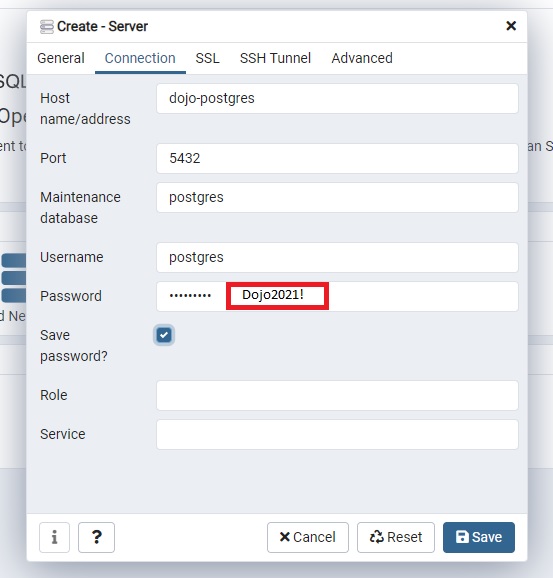 Create - Server
General Connection SSL SSH Tunnel Advanced
Host name/address
dojo-postgres
Port
5432
Maintenance database
postgres
Username
postgres
Password
••••••••• Dojo2021!
Save password?
Role
Service
i ? Cancel Reset Save
SQL
Ope
ent to
an S
d Ne